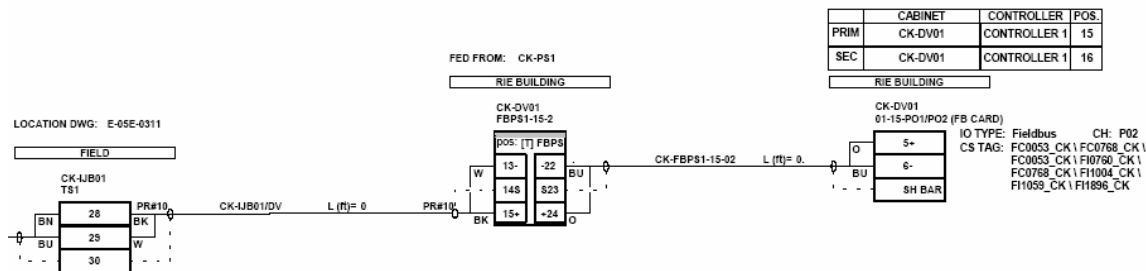 CABINET CONTROLLER POS.
PRIM CK-DV01 CONTROLLER 1 15
SEC CK-DV01 CONTROLLER 1 16
FED FROM: CK-PS1
RIE BUILDING
RIE BUILDING
CK-DV01
FBPS1-15-2
CK-DV01
01-15-PO1/PO2 (FB CARD)
LOCATION DWG: E-05E-0311
FIELD
pos: [T] FBPS
IO TYPE: Fieldbus CH: P02
CS TAG: FC0053_CK \ FC0768_CK \
FC0053_CK \ FI0760_CK \
FC0768_CK \ FI1004_CK \
FI1059_CK \ FI1896_CK
O 5+
BU 6-
SH BAR
W 13- -22 BU
14S S23
BK 15+ +24 O
CK-FBPS1-15-02 L (ft)= 0.
CK-IJB01
TS1
PR#10 CK-IJB01/DV L (ft)= 0 PR#10'
BN 28 BK
BU 29 W
30